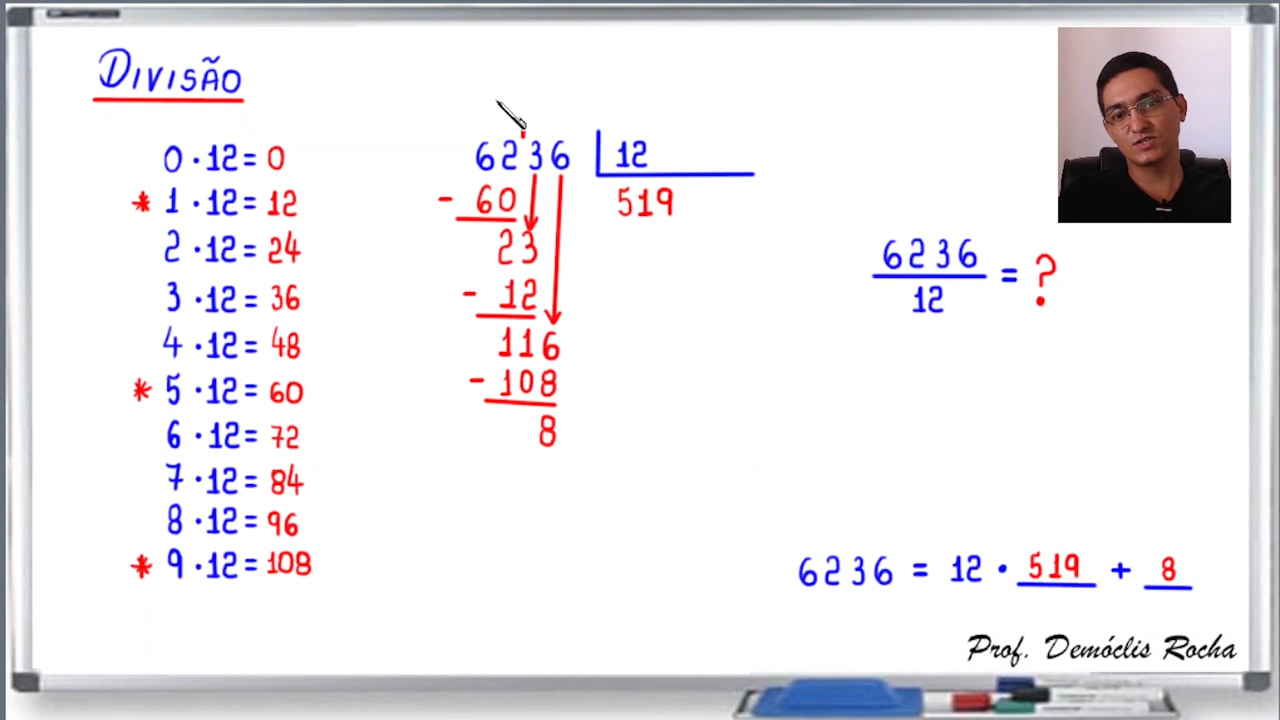 DIVISÃO
0 · 12 = 0
* 1 · 12 = 12
2 · 12 = 24
3 · 12 = 36
4 · 12 = 48
* 5 · 12 = 60
6 · 12 = 72
7 · 12 = 84
8 · 12 = 96
* 9 · 12 = 108
6236 12
- 60 519
23
- 12
116
- 108
8
6236
12
= ?
6236 = 12 · 519 + 8
Prof. Demóclis Rocha